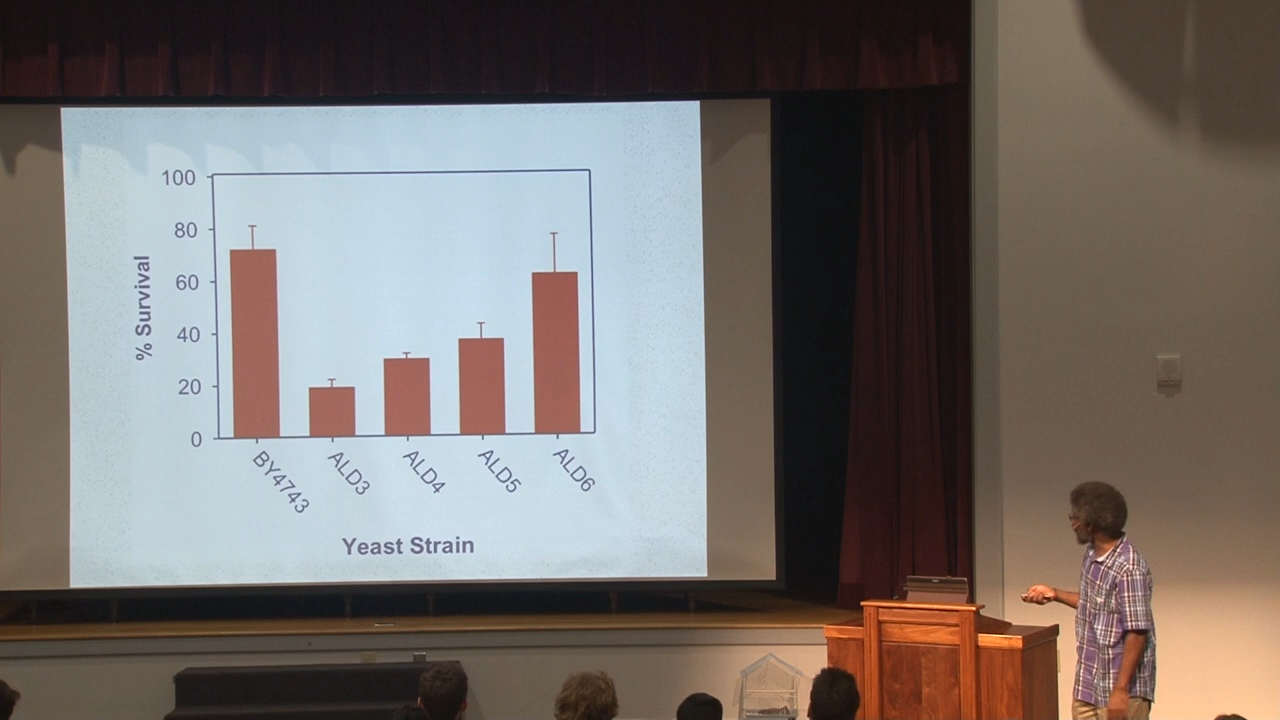 100
80
60
40
20
0
% Survival
BY4743
ALD3
ALD4
ALD5
ALD6
Yeast Strain